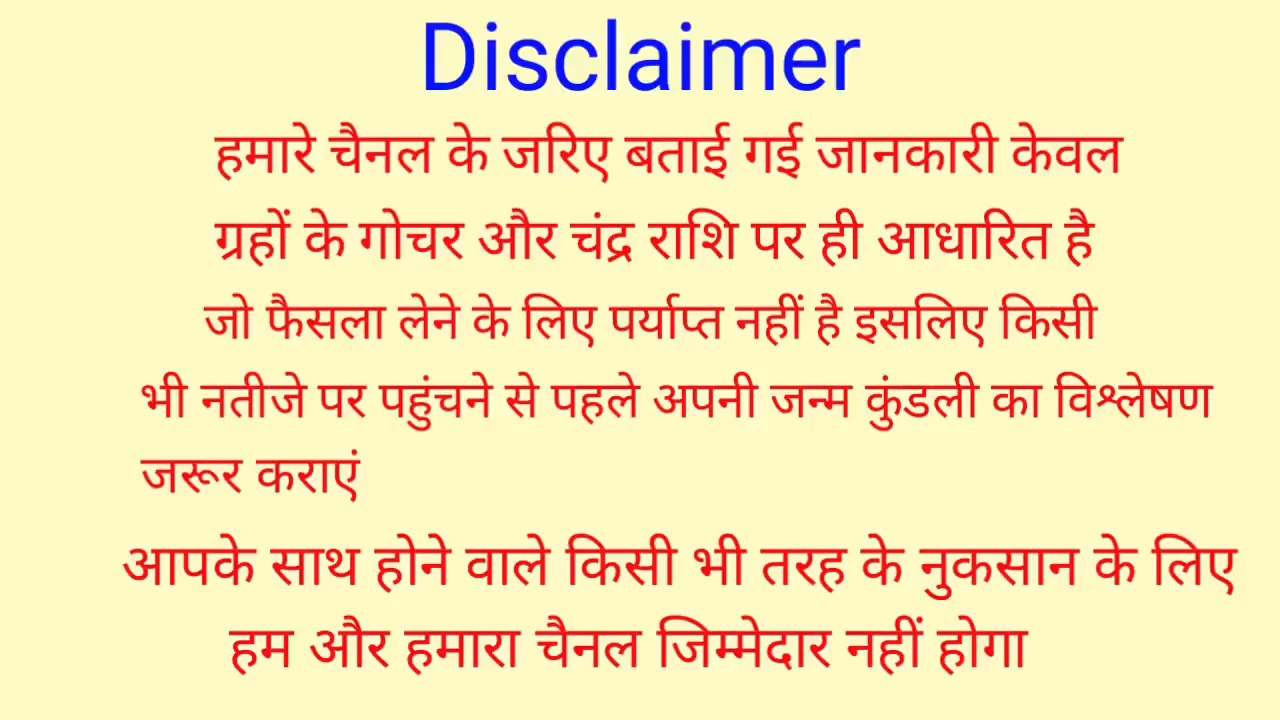 Disclaimer
हमारे चैनल के जरिए बताई गई जानकारी केवल
ग्रहों के गोचर और चंद्र राशि पर ही आधारित है
जो फैसला लेने के लिए पर्याप्त नहीं है इसलिए किसी
भी नतीजे पर पहुंचने से पहले अपनी जन्म कुंडली का विश्लेषण
जरूर कराएं
आपके साथ होने वाले किसी भी तरह के नुकसान के लिए
हम और हमारा चैनल जिम्मेदार नहीं होगा